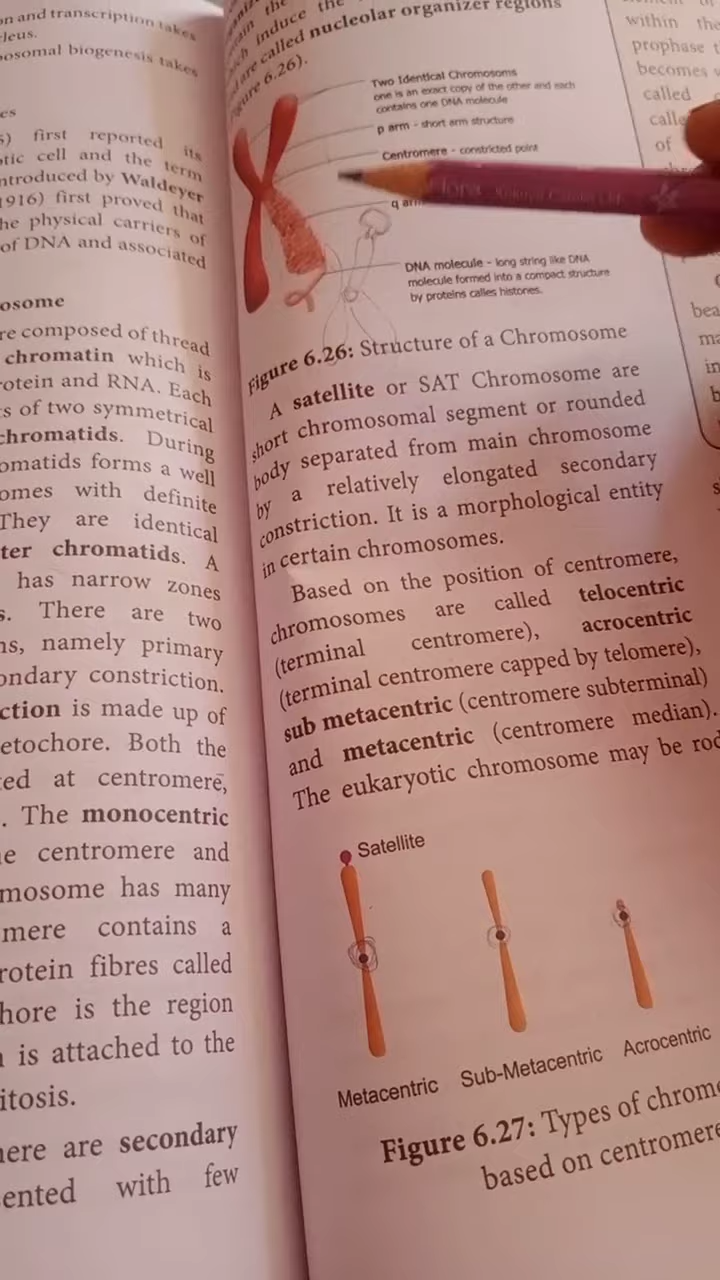 on and transcription takes
leus.
osomal biogenesis takes
es
first reported its
tic cell and the term
ntroduced by Waldeyer
1916) first proved that
he physical carriers of
of DNA and associated
osome
re composed of thread
chromatin which is
rotein and RNA. Each
s of two symmetrical
chromatids. During
omatids forms a well
omes with definite
They are identical
ter chromatids. A
has narrow zones
s. There are two
ns, namely primary
ondary constriction.
ction is made up of
etochore. Both the
ed at centromere,
. The monocentric
e centromere and
mosome has many
mere contains a
rotein fibres called
hore is the region
is attached to the
itosis.
here are secondary
ented with few
induce the
are called nucleolar organizer regions
6.26).
Two Identical Chromosoms
one is an exact copy of the other and each
contains one DNA molecule
p arm - short arm structure
Centromere - constricted point
q arm
DNA molecule - long string like DNA
molecule formed into a compact structure
by proteins calles histones.
Figure 6.26: Structure of a Chromosome
A satellite or SAT Chromosome are
short chromosomal segment or rounded
body separated from main chromosome
by a relatively elongated secondary
constriction. It is a morphological entity
in certain chromosomes.
Based on the position of centromere,
chromosomes are called telocentric
(terminal centromere), acrocentric
(terminal centromere capped by telomere),
sub metacentric (centromere subterminal)
and metacentric (centromere median).
The eukaryotic chromosome may be rod
Satellite
Metacentric Sub-Metacentric Acrocentric
Figure 6.27: Types of chromo
based on centromere
within the
prophase
becomes
called
calle
of
bea
ma
in
b
s